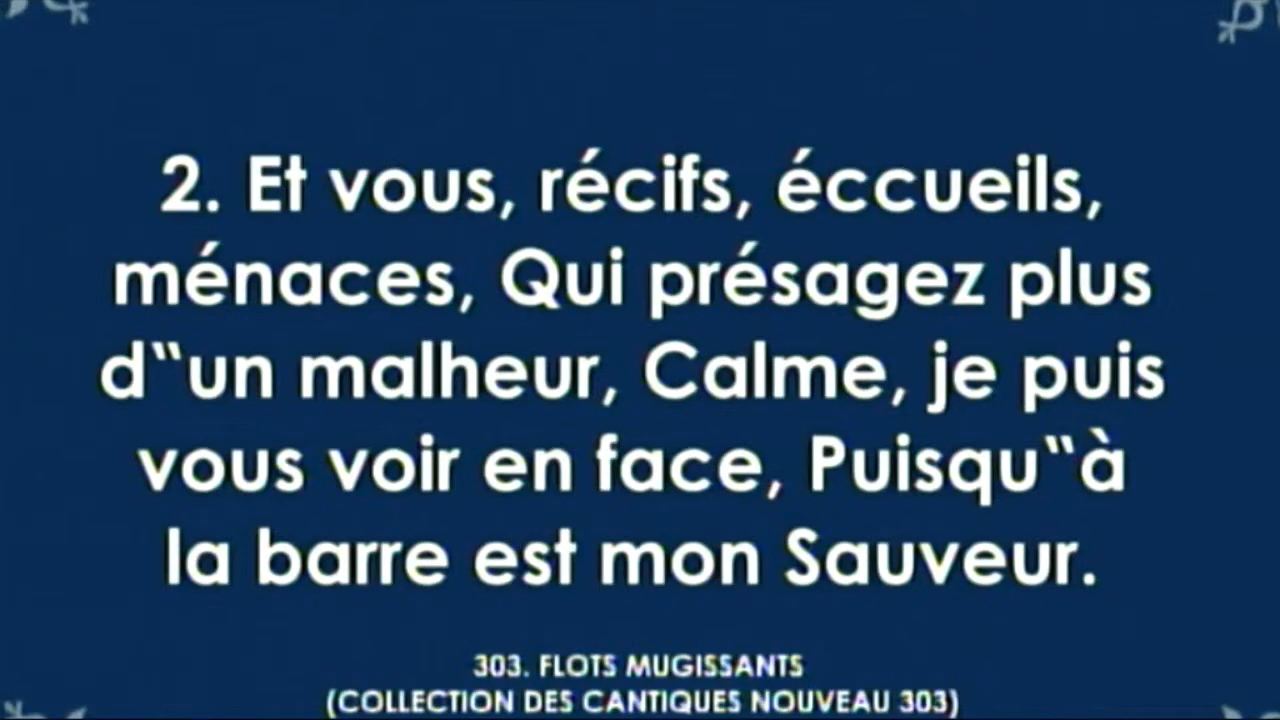 2. Et vous, récifs, éccueils,
ménaces, Qui présagez plus
d‟un malheur, Calme, je puis
vous voir en face, Puisqu‟à
la barre est mon Sauveur.
303. FLOTS MUGISSANTS
(COLLECTION DES CANTIQUES NOUVEAU 303)